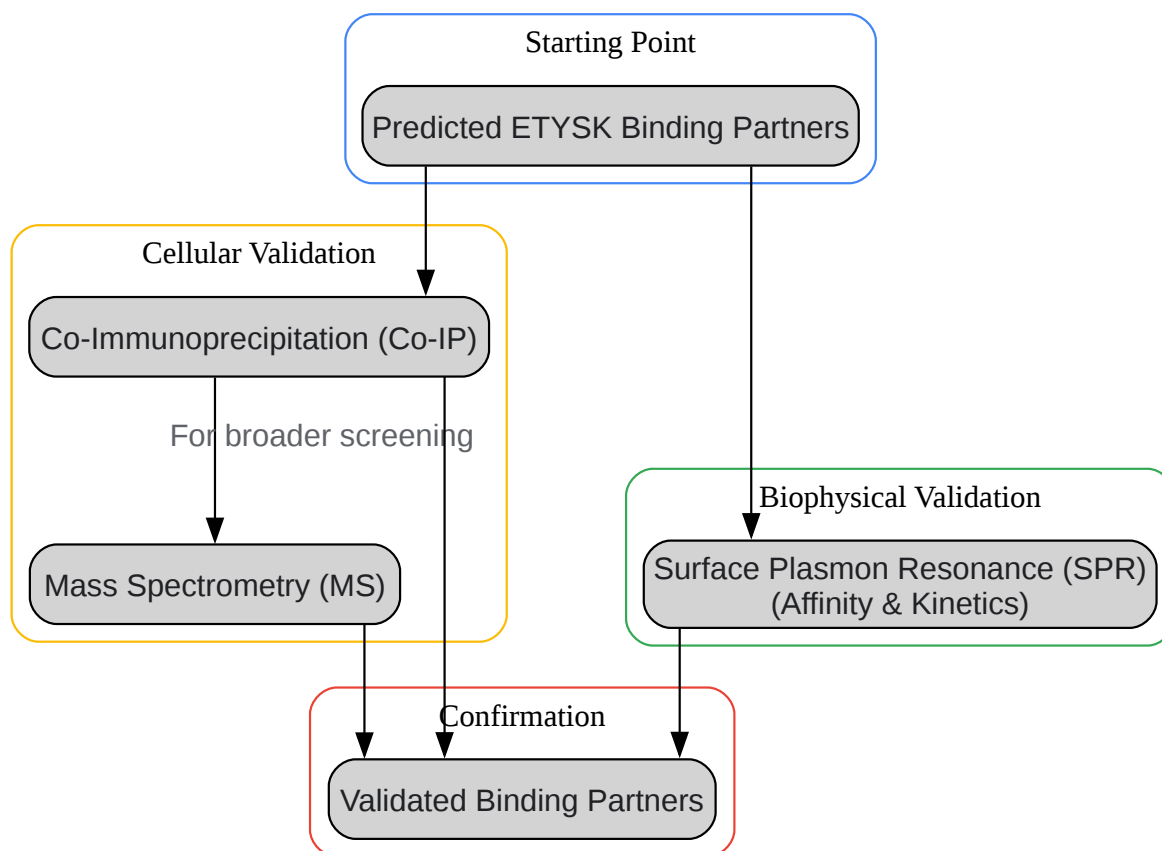 Starting Point
Predicted ETYSK Binding Partners
Cellular Validation
Co-Immunoprecipitation (Co-IP)
For broader screening
Mass Spectrometry (MS)
Biophysical Validation
Surface Plasmon Resonance (SPR)
(Affinity & Kinetics)
Confirmation
Validated Binding Partners